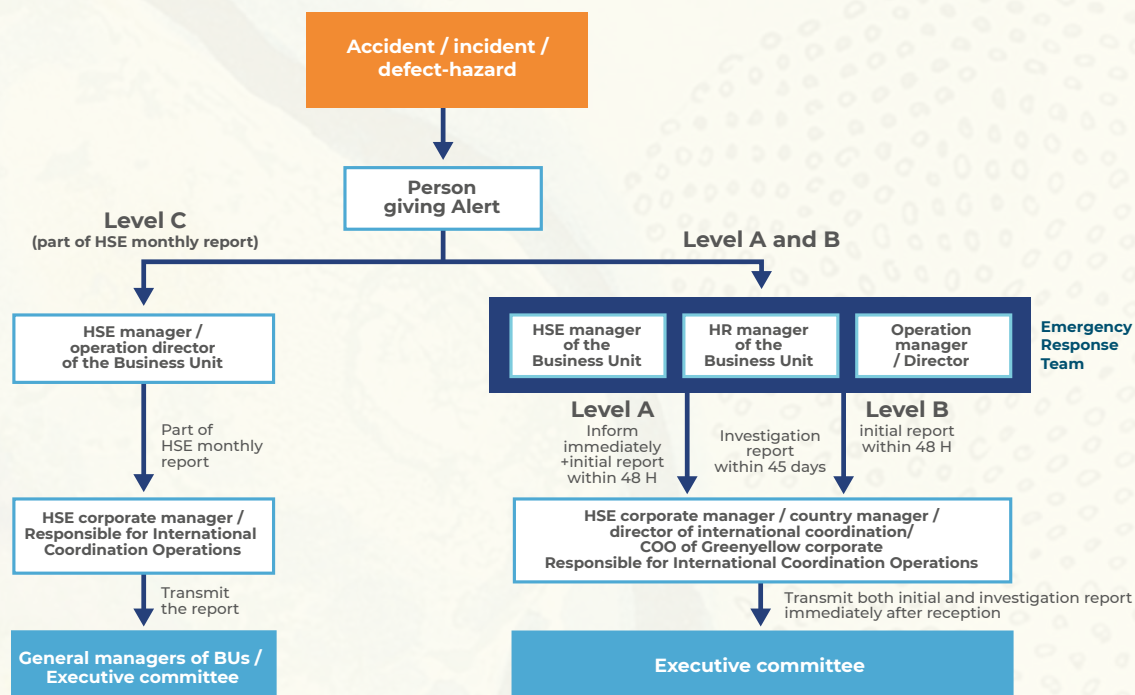 Accident / incident /
defect-hazard
Person
giving Alert
Level C
(part of HSE monthly report)
Level A and B
HSE manager /
operation director
of the Business Unit
HSE manager
of the
Business Unit
HR manager
of the
Business Unit
Operation
manager
/ Director
Emergency
Response
Team
Part of
HSE monthly
report
Level A
Inform
immediately
+initial report
within 48 H
Investigation
report
within 45 days
Level B
initial report
within 48 H
HSE corporate manager /
Responsible for International
Coordination Operations
HSE corporate manager / country manager /
director of international coordination/
COO of Greenyellow corporate
Responsible for International Coordination Operations
Transmit
the report
Transmit both initial and investigation report
immediately after reception
General managers of BUs /
Executive committee
Executive committee